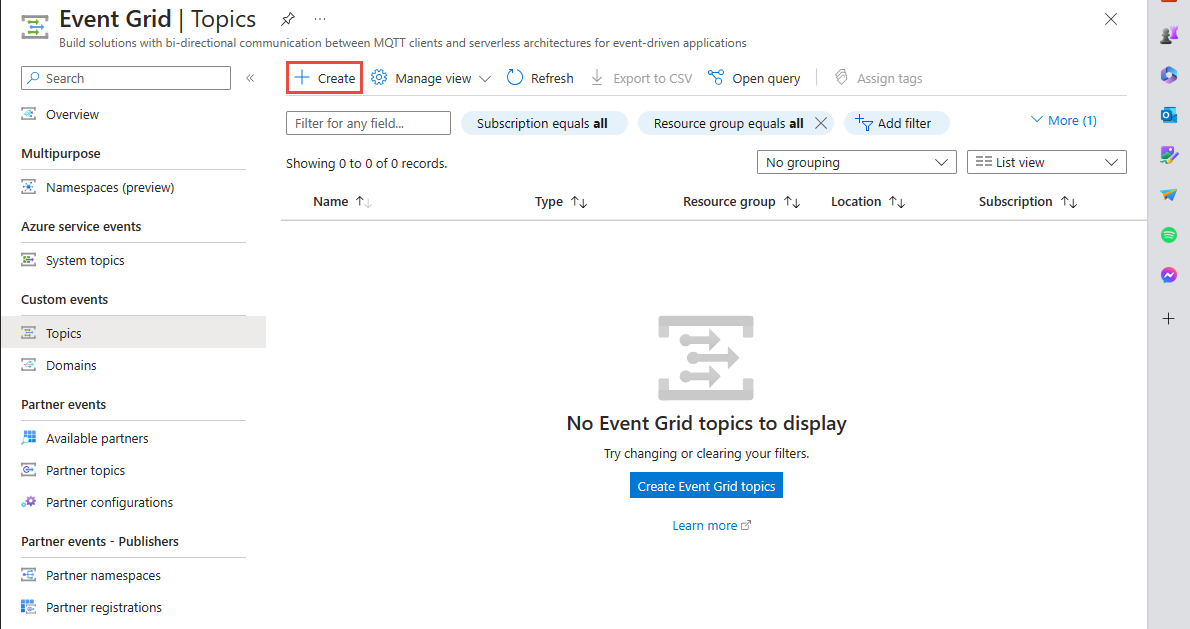 Event Grid | Topics
Build solutions with bi-directional communication between MQTT clients and serverless architectures for event-driven applications
Search
Overview
Multipurpose
Namespaces (preview)
Azure service events
System topics
Custom events
Topics
Domains
Partner events
Available partners
Partner topics
Partner configurations
Partner events - Publishers
Partner namespaces
Partner registrations
Create Manage view Refresh Export to CSV Open query Assign tags
Filter for any field... Subscription equals all Resource group equals all Add filter More (1)
Showing 0 to 0 of 0 records. No grouping List view
Name Type Resource group Location Subscription
No Event Grid topics to display
Try changing or clearing your filters.
Create Event Grid topics
Learn more